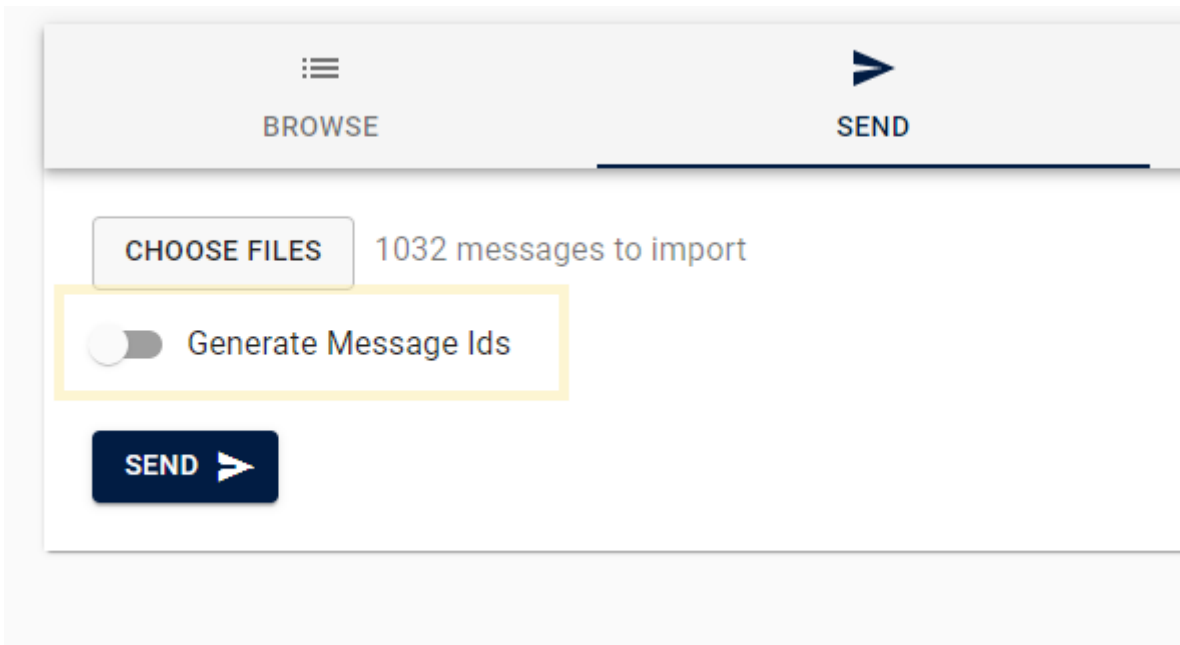 BROWSE
SEND
CHOOSE FILES 1032 messages to import
Generate Message Ids
SEND